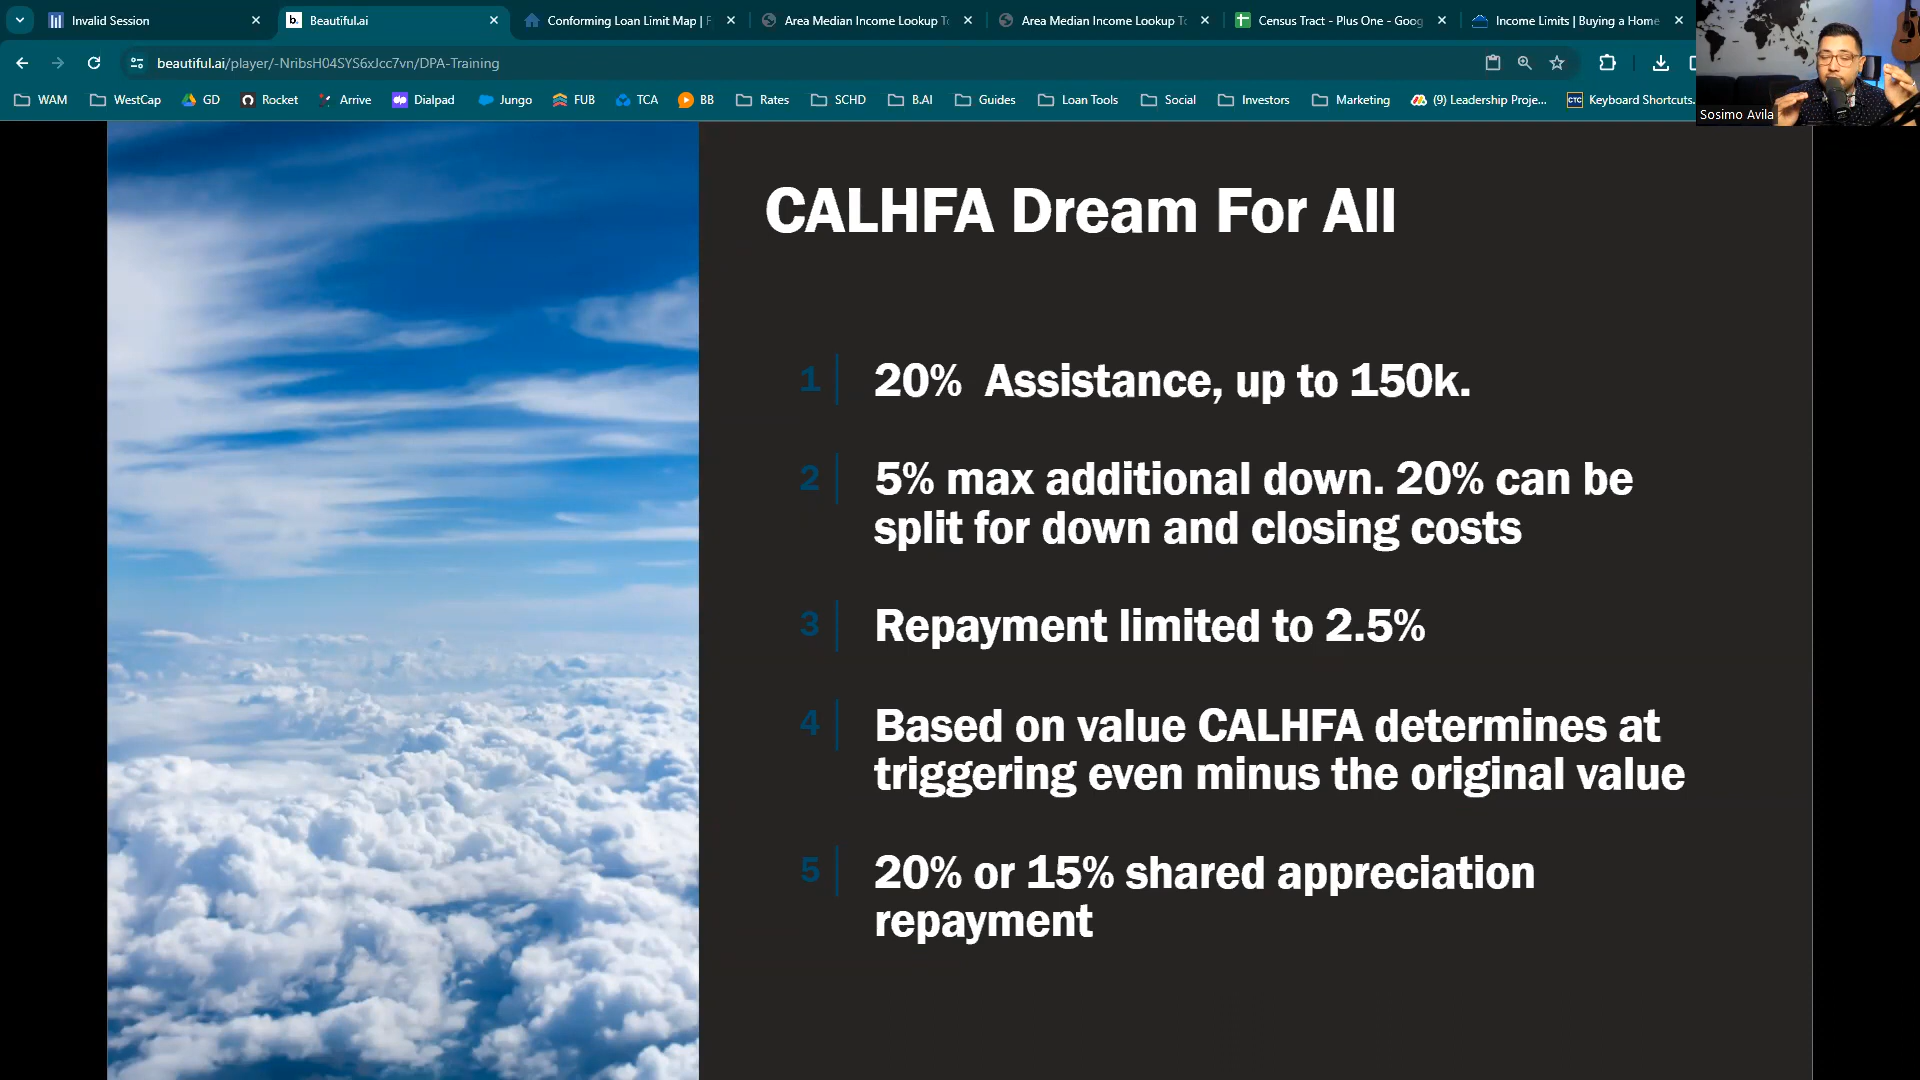 Invalid Session
b. Beautiful.ai
Conforming Loan Limit Map | F
Area Median Income Lookup To
Area Median Income Lookup To
Census Tract - Plus One - Goog
Income Limits | Buying a Home
beautiful.ai/player/-NribsH04SYS6xJcc7vn/DPA-Training
WAM
WestCap
GD
Rocket
Arrive
Dialpad
Jungo
FUB
TCA
BB
Rates
SCHD
B.AI
Guides
Loan Tools
Social
Investors
Marketing
(9) Leadership Proje...
CTC Keyboard Shortcuts.
Sosimo Avila
CALHFA Dream For All
1 20% Assistance, up to 150k.
2 5% max additional down. 20% can be
split for down and closing costs
3 Repayment limited to 2.5%
4 Based on value CALHFA determines at
triggering even minus the original value
5 20% or 15% shared appreciation
repayment